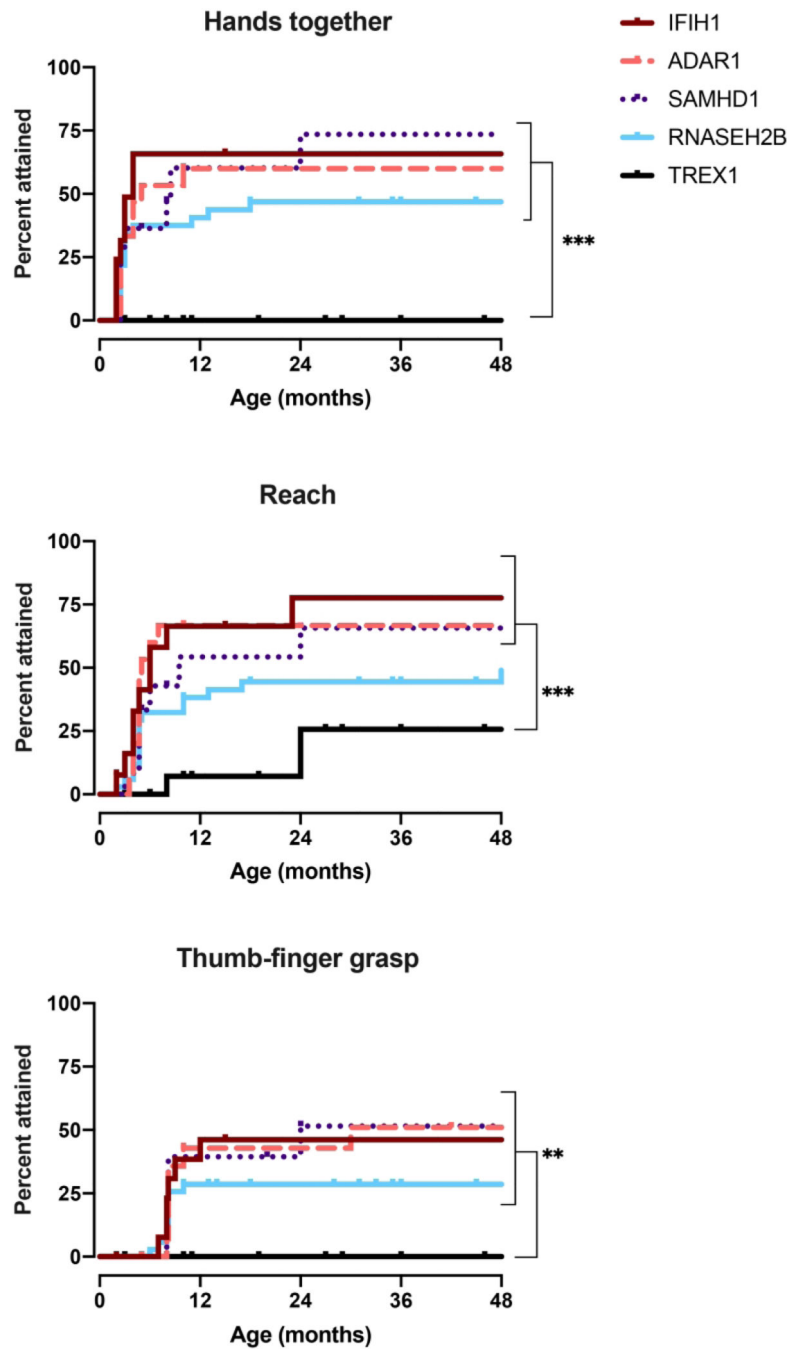 Hands together
IFIH1
ADAR1
SAMHD1
RNASEH2B
TREX1
Percent attained
100
75
50
25
0
***
0 12 24 36 48
Age (months)
Reach
Percent attained
100
75
50
25
0
***
0 12 24 36 48
Age (months)
Thumb-finger grasp
Percent attained
100
75
50
25
0
**
0 12 24 36 48
Age (months)